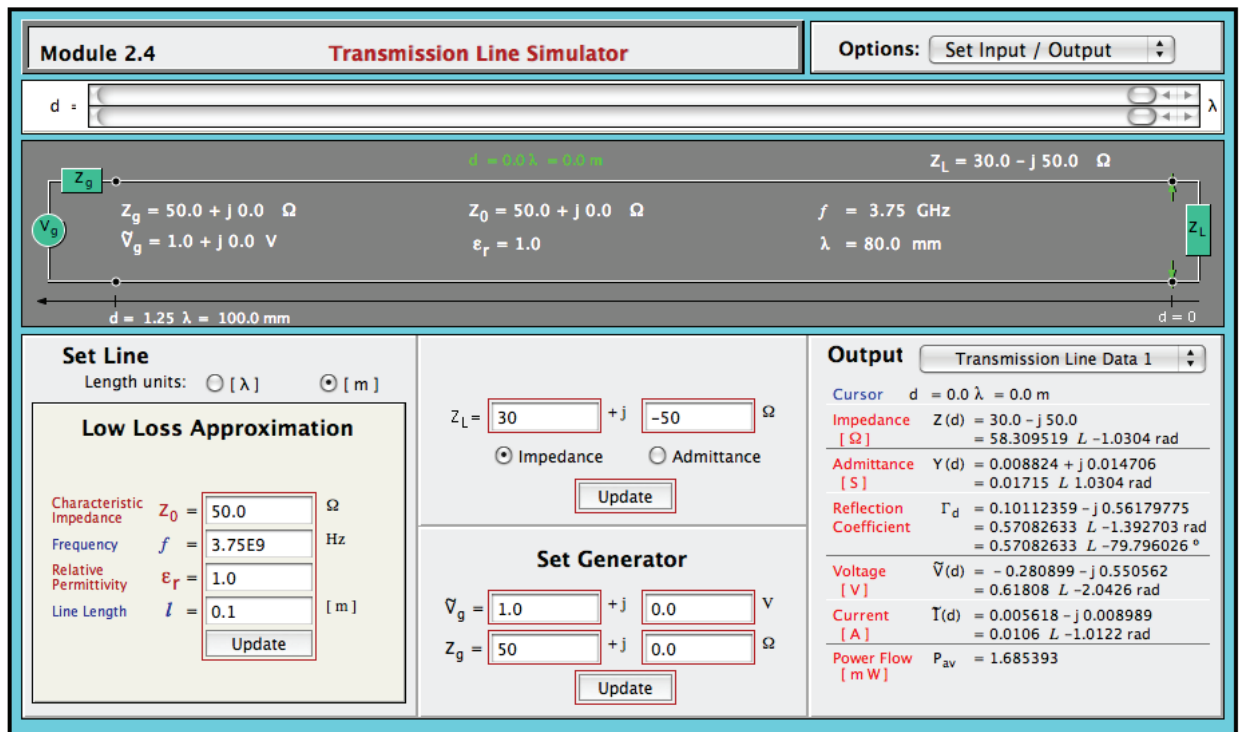 Module 2.4 Transmission Line Simulator Options: Set Input / Output
d = λ
d = 0.0 λ = 0.0 m Z_L = 30.0 – j 50.0 Ω
Z_g
Z_g = 50.0 + j 0.0 Ω Z_0 = 50.0 + j 0.0 Ω f = 3.75 GHz
V_g Z_L
Ṽ_g = 1.0 + j 0.0 V ε_r = 1.0 λ = 80.0 mm
d = 1.25 λ = 100.0 mm d = 0
Set Line
Length units: [ λ ] [ m ]
Low Loss Approximation
Characteristic Impedance Z_0 = 50.0 Ω
Frequency f = 3.75E9 Hz
Relative Permittivity ε_r = 1.0
Line Length l = 0.1 [ m ]
Update
Z_L = 30 + j -50 Ω
Impedance Admittance
Update
Set Generator
Ṽ_g = 1.0 + j 0.0 V
Z_g = 50 + j 0.0 Ω
Update
Output Transmission Line Data 1
Cursor d = 0.0 λ = 0.0 m
Impedance Z (d) = 30.0 – j 50.0
[ Ω ] = 58.309519 L –1.0304 rad
Admittance Y (d) = 0.008824 + j 0.014706
[ S ] = 0.01715 L 1.0304 rad
Reflection Γ_d = 0.10112359 – j 0.56179775
Coefficient = 0.57082633 L –1.392703 rad
= 0.57082633 L –79.796026 º
Voltage Ṽ(d) = – 0.280899 – j 0.550562
[ V ] = 0.61808 L –2.0426 rad
Current Ĩ(d) = 0.005618 – j 0.008989
[ A ] = 0.0106 L –1.0122 rad
Power Flow P_av = 1.685393
[ m W ]